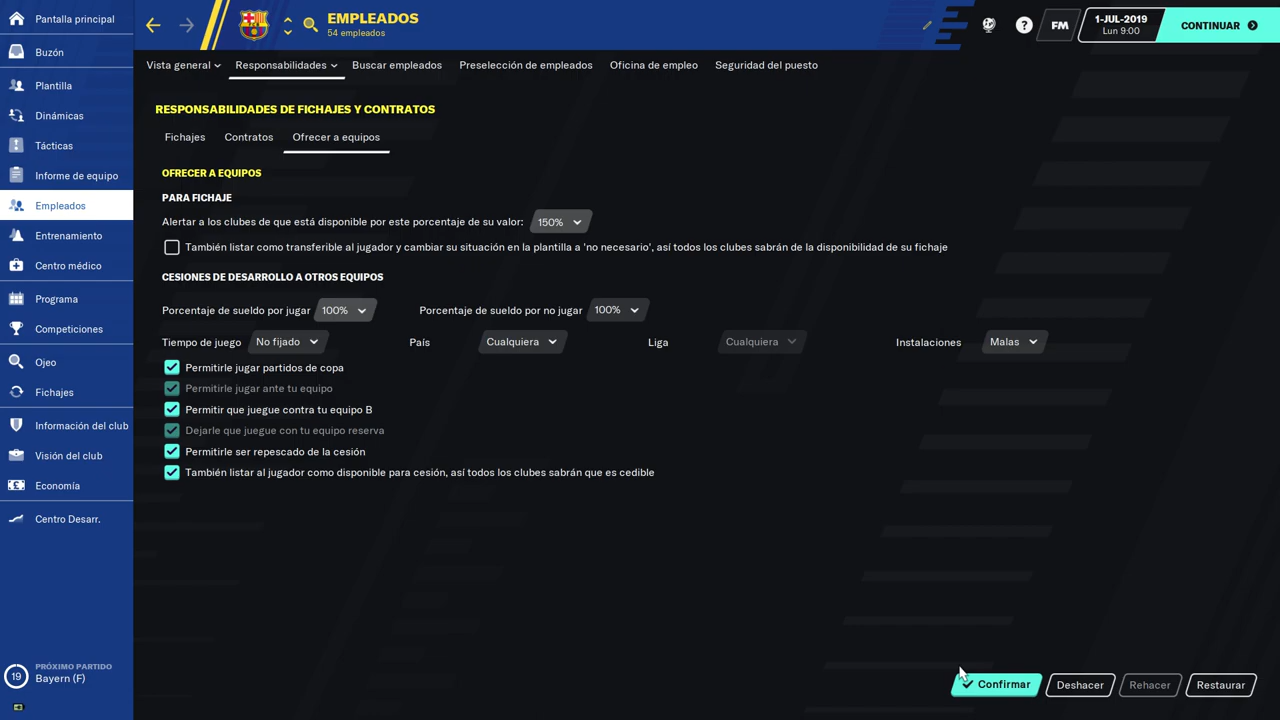 Pantalla principal
Buzón
Plantilla
Dinámicas
Tácticas
Informe de equipo
Empleados
Entrenamiento
Centro médico
Programa
Competiciones
Ojeo
Fichajes
Información del club
Visión del club
Economía
Centro Desarr.
PRÓXIMO PARTIDO
19
Bayern (F)
EMPLEADOS
54 empleados
?
FM
1-JUL-2019
Lun 9:00
CONTINUAR
Vista general Responsabilidades Buscar empleados Preselección de empleados Oficina de empleo Seguridad del puesto
RESPONSABILIDADES DE FICHAJES Y CONTRATOS
Fichajes Contratos Ofrecer a equipos
OFRECER A EQUIPOS
PARA FICHAJE
Alertar a los clubes de que está disponible por este porcentaje de su valor: 150%
También listar como transferible al jugador y cambiar su situación en la plantilla a 'no necesario', así todos los clubes sabrán de la disponibilidad de su fichaje
CESIONES DE DESARROLLO A OTROS EQUIPOS
Porcentaje de sueldo por jugar 100% Porcentaje de sueldo por no jugar 100%
Tiempo de juego No fijado País Cualquiera Liga Cualquiera Instalaciones Malas
Permitirle jugar partidos de copa
Permitirle jugar ante tu equipo
Permitir que juegue contra tu equipo B
Dejarle que juegue con tu equipo reserva
Permitirle ser repescado de la cesión
También listar al jugador como disponible para cesión, así todos los clubes sabrán que es cedible
Confirmar Deshacer Rehacer Restaurar